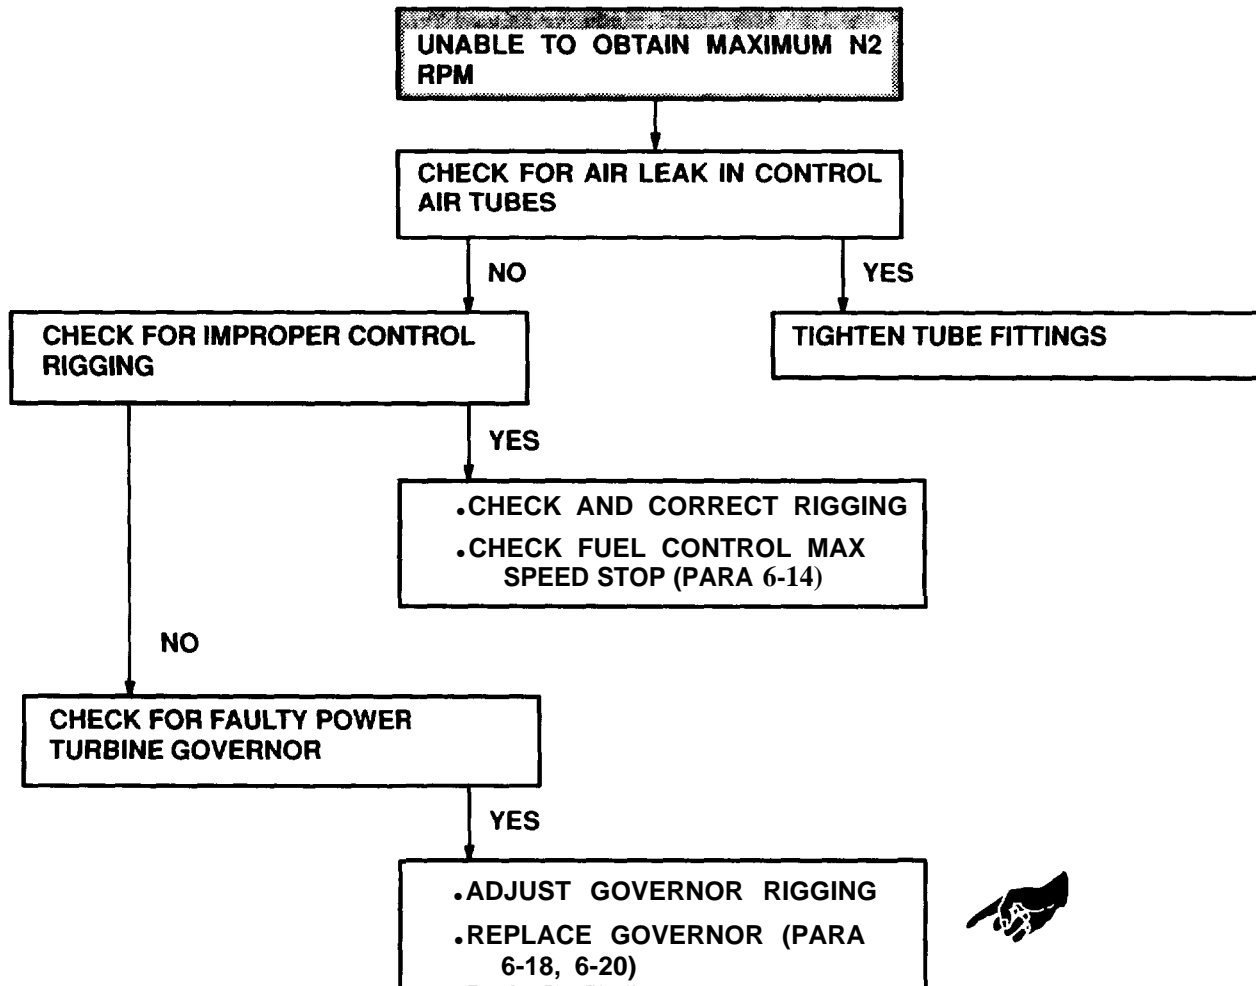 UNABLE TO OBTAIN MAXIMUM N2
RPM
CHECK FOR AIR LEAK IN CONTROL
AIR TUBES
NO
YES
CHECK FOR IMPROPER CONTROL
RIGGING
TIGHTEN TUBE FITTINGS
YES
.CHECK AND CORRECT RIGGING
.CHECK FUEL CONTROL MAX
SPEED STOP (PARA 6-14)
NO
CHECK FOR FAULTY POWER
TURBINE GOVERNOR
YES
.ADJUST GOVERNOR RIGGING
.REPLACE GOVERNOR (PARA
6-18, 6-20)